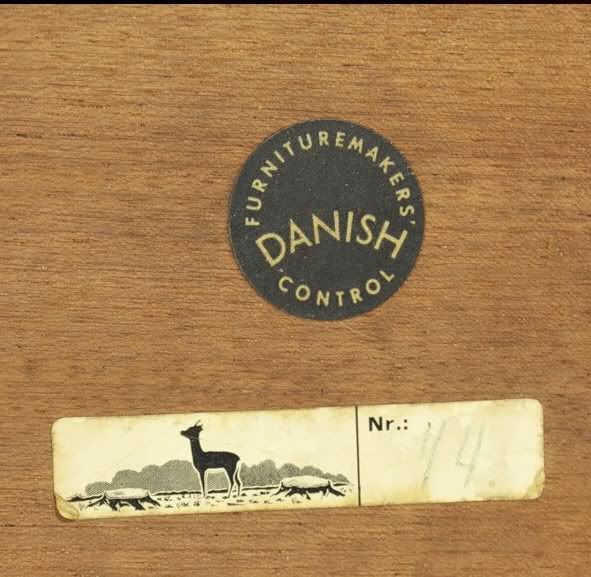 FURNITUREMAKERS'
DANISH
CONTROL
Nr.: